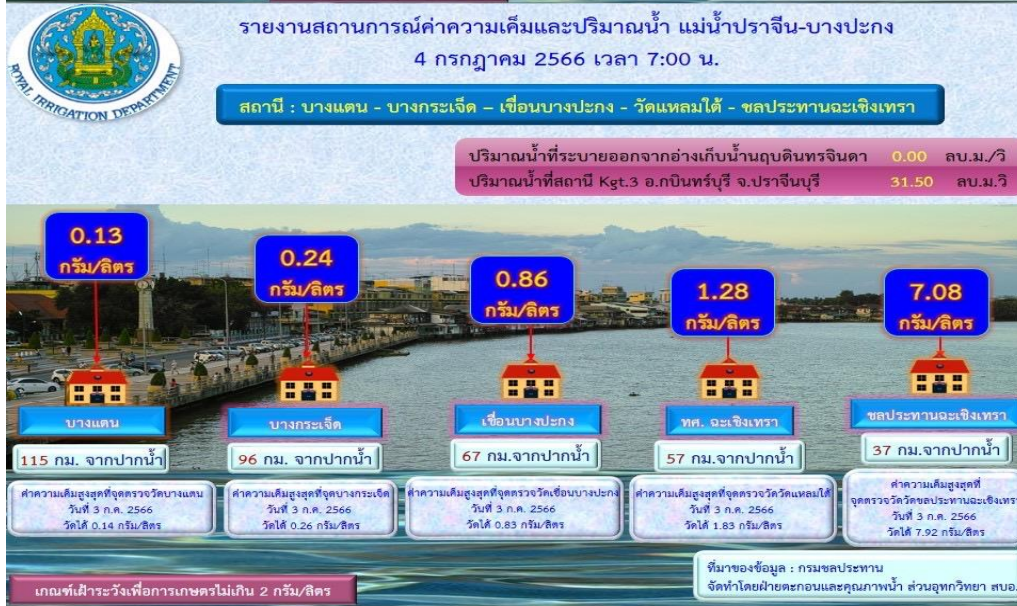 รายงานสถานการณ์ค่าความเค็มและปริมาณน้ำ แม่น้ำปราจีน-บางปะกง
4 กรกฎาคม 2566 เวลา 7:00 น.
ROYAL IRRIGATION DEPARTMENT
สถานี : บางแตน - บางกระเจ็ด – เขื่อนบางปะกง - วัดแหลมใต้ - ชลประทานฉะเชิงเทรา
ปริมาณน้ำที่ระบายออกจากอ่างเก็บน้ำนฤบดินทรจินดา 0.00 ลบ.ม./วิ
ปริมาณน้ำที่สถานี Kgt.3 อ.กบินทร์บุรี จ.ปราจีนบุรี 31.50 ลบ.ม.วิ
0.13
กรัม/ลิตร
0.24
กรัม/ลิตร
0.86
กรัม/ลิตร
1.28
กรัม/ลิตร
7.08
กรัม/ลิตร
บางแตน
บางกระเจ็ด
เขื่อนบางปะกง
ทศ. ฉะเชิงเทรา
ชลประทานฉะเชิงเทรา
115 กม. จากปากน้ำ
96 กม. จากปากน้ำ
67 กม.จากปากน้ำ
57 กม.จากปากน้ำ
37 กม. จากปากน้ำ
ค่าความเค็มสูงสุดที่จุดตรวจวัดบางแตน
วันที่ 3 ก.ค. 2566
วัดได้ 0.14 กรัม/ลิตร
ค่าความเค็มสูงสุดที่จุดบางกระเจ็ด
วันที่ 3 ก.ค. 2566
วัดได้ 0.26 กรัม/ลิตร
ค่าความเค็มสูงสุดที่จุดตรวจวัดเขื่อนบางปะกง
วันที่ 3 ก.ค. 2566
วัดได้ 0.83 กรัม/ลิตร
ค่าความเค็มสูงสุดที่จุดตรวจวัดวัดแหลมใต้
วันที่ 3 ก.ค. 2566
วัดได้ 1.83 กรัม/ลิตร
ค่าความเค็มสูงสุดที่
จุดตรวจวัดวัดชลประทานฉะเชิงเทร
วันที่ 3 ก.ค. 2566
วัดได้ 7.92 กรัม/ลิตร
เกณฑ์เฝ้าระวังเพื่อการเกษตรไม่เกิน 2 กรัม/ลิตร
ที่มาของข้อมูล : กรมชลประทาน
จัดทำโดยฝ่ายตะกอนและคุณภาพน้ำ ส่วนอุทกวิทยา สบอ.